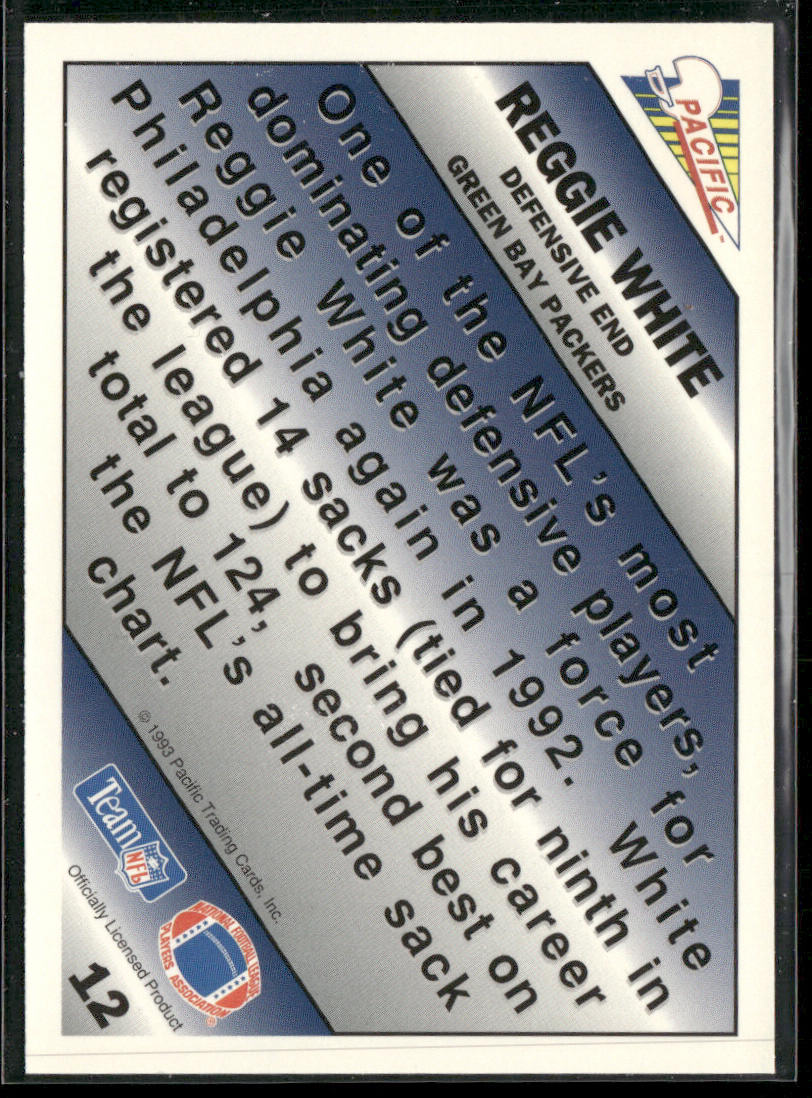 PACIFIC
REGGIE WHITE
DEFENSIVE END
GREEN BAY PACKERS
One of the NFL's most
dominating defensive players,
Reggie White was a force for
Philadelphia again in 1992. White
registered 14 sacks (tied for ninth in
the league) to bring his career
total to 124, second best on
the NFL's all-time sack
chart.
© 1993 Pacific Trading Cards, Inc.
Team NFL
NATIONAL FOOTBALL LEAGUE
PLAYERS ASSOCIATION®
Officially Licensed Product
12